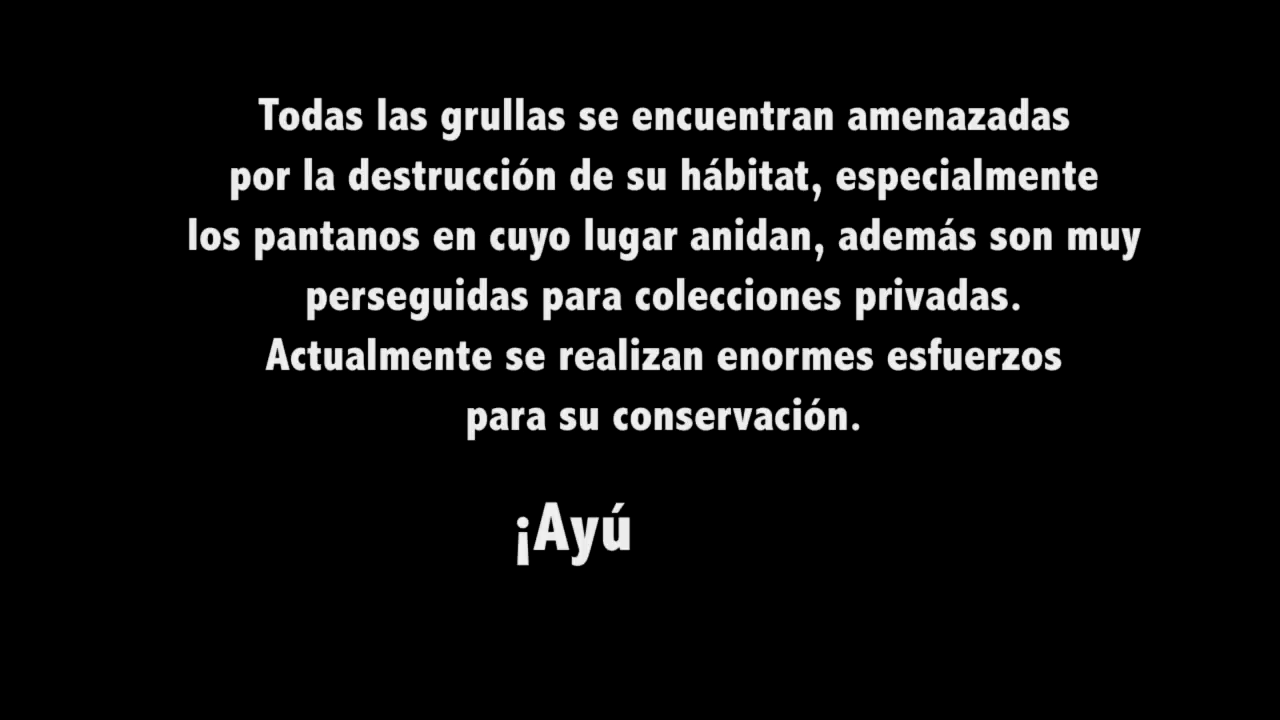 Todas las grullas se encuentran amenazadas
por la destrucción de su hábitat, especialmente
los pantanos en cuyo lugar anidan, además son muy
perseguidas para colecciones privadas.
Actualmente se realizan enormes esfuerzos
para su conservación.
¡Ayú